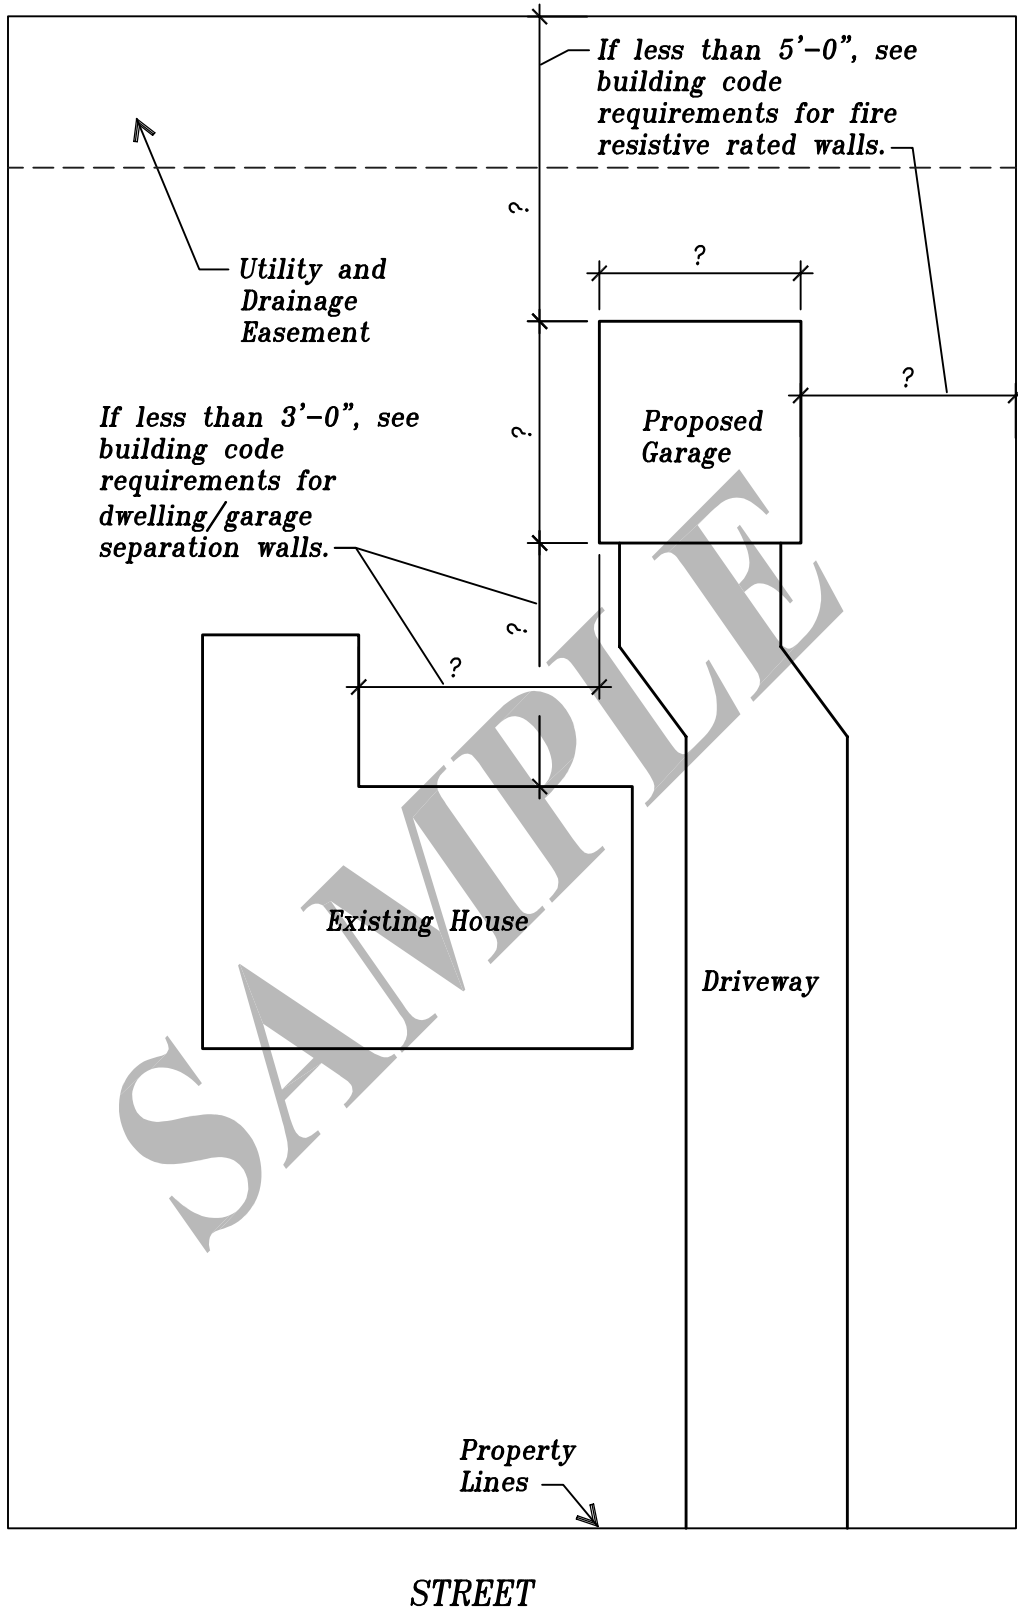 If less than 5'-0", see
building code
requirements for fire
resistive rated walls.
?
?
Utility and
Drainage
Easement
?
If less than 3'-0", see
building code
requirements for
dwelling/garage
separation walls.
?
Proposed
Garage
?
?
SAMPLE
Existing House
Driveway
Property
Lines
STREET